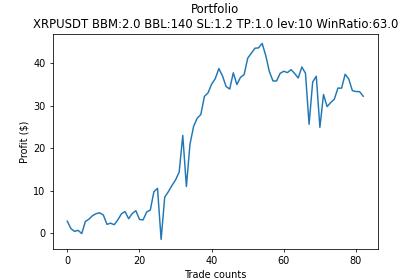 Portfolio
XRPUSDT BBM:2.0 BBL:140 SL:1.2 TP:1.0 lev:10 WinRatio:63.0
40
30
20
10
0
Profit ($)
0 20 40 60 80
Trade counts